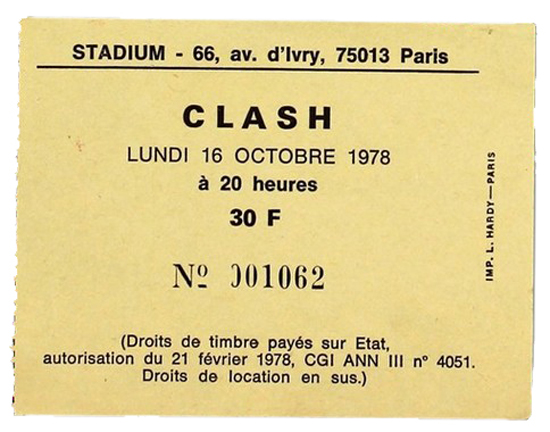 STADIUM - 66, av. d'Ivry, 75013 Paris
CLASH
LUNDI 16 OCTOBRE 1978
à 20 heures
30 F
Nº 001062
(Droits de timbre payés sur Etat,
autorisation du 21 février 1978, CGI ANN III n° 4051.
Droits de location en sus.)
IMP. L. HARDY—PARIS